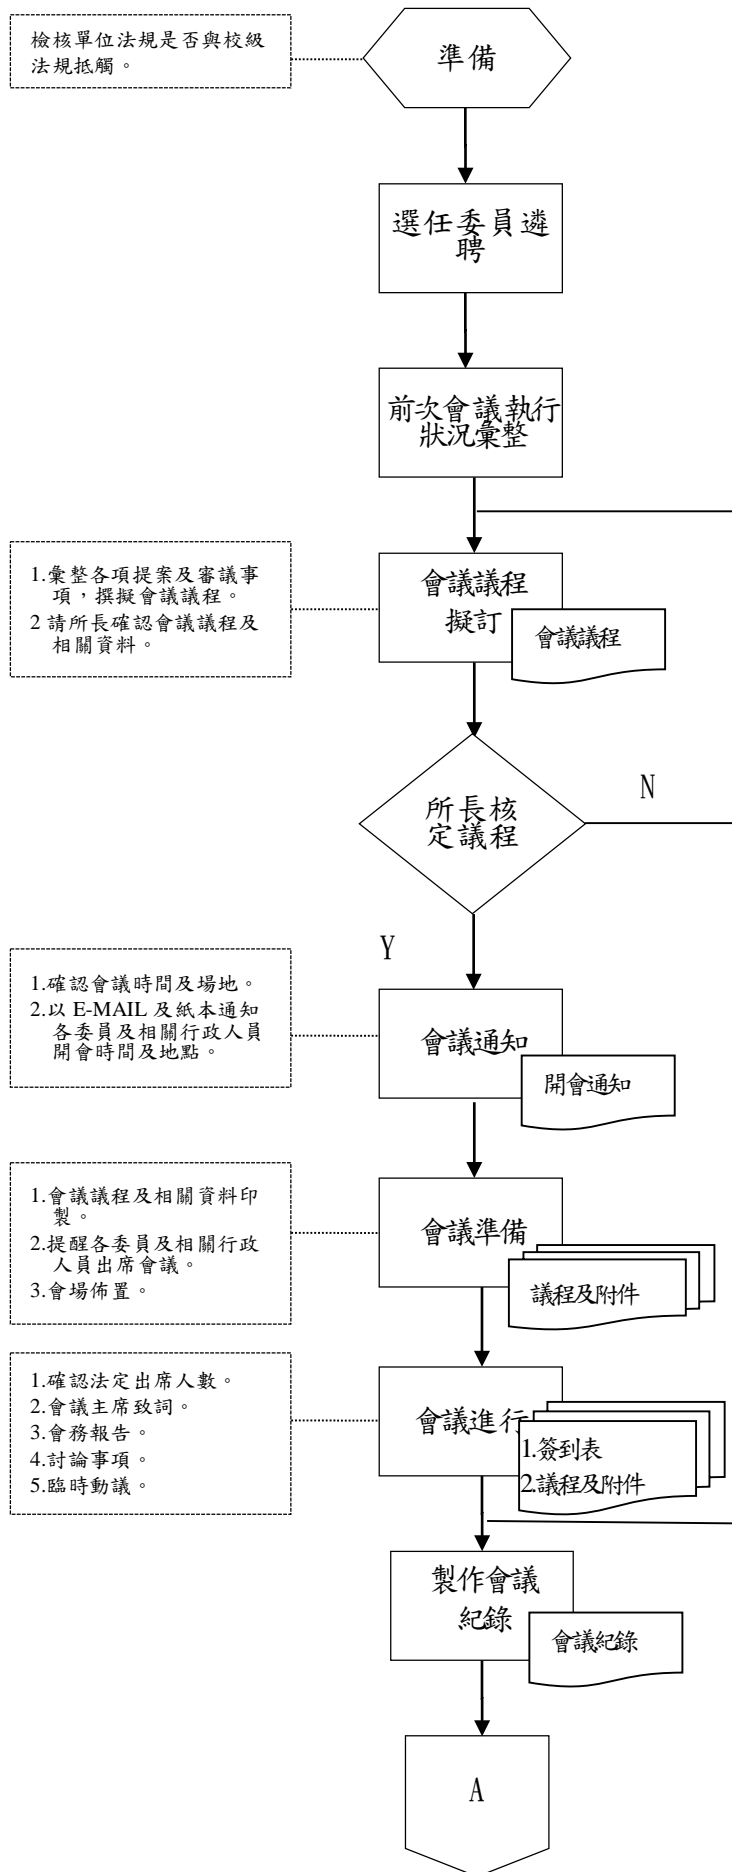 檢核單位法規是否與校級
法規抵觸。
準備
選任委員遴
聘
前次會議執行
狀況彙整
1.彙整各項提案及審議事
項，撰擬會議議程。
2 請所長確認會議議程及
相關資料。
會議議程
擬訂
會議議程
所長核
定議程
N
Y
1.確認會議時間及場地。
2.以 E-MAIL 及紙本通知
各委員及相關行政人員
開會時間及地點。
會議通知
開會通知
1.會議議程及相關資料印
製。
2.提醒各委員及相關行政
人員出席會議。
3.會場佈置。
會議準備
議程及附件
1.確認法定出席人數。
2.會議主席致詞。
3.會務報告。
4.討論事項。
5.臨時動議。
會議進行
1.簽到表
2.議程及附件
製作會議
紀錄
會議紀錄
A